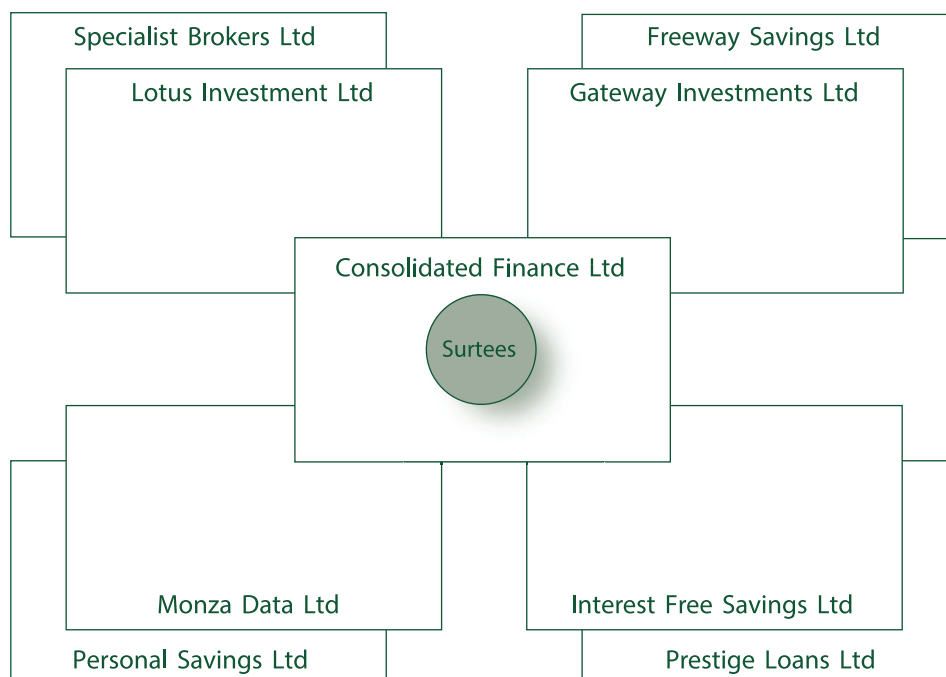 Specialist Brokers Ltd
Freeway Savings Ltd
Lotus Investment Ltd
Gateway Investments Ltd
Consolidated Finance Ltd
Surtees
Monza Data Ltd
Interest Free Savings Ltd
Personal Savings Ltd
Prestige Loans Ltd